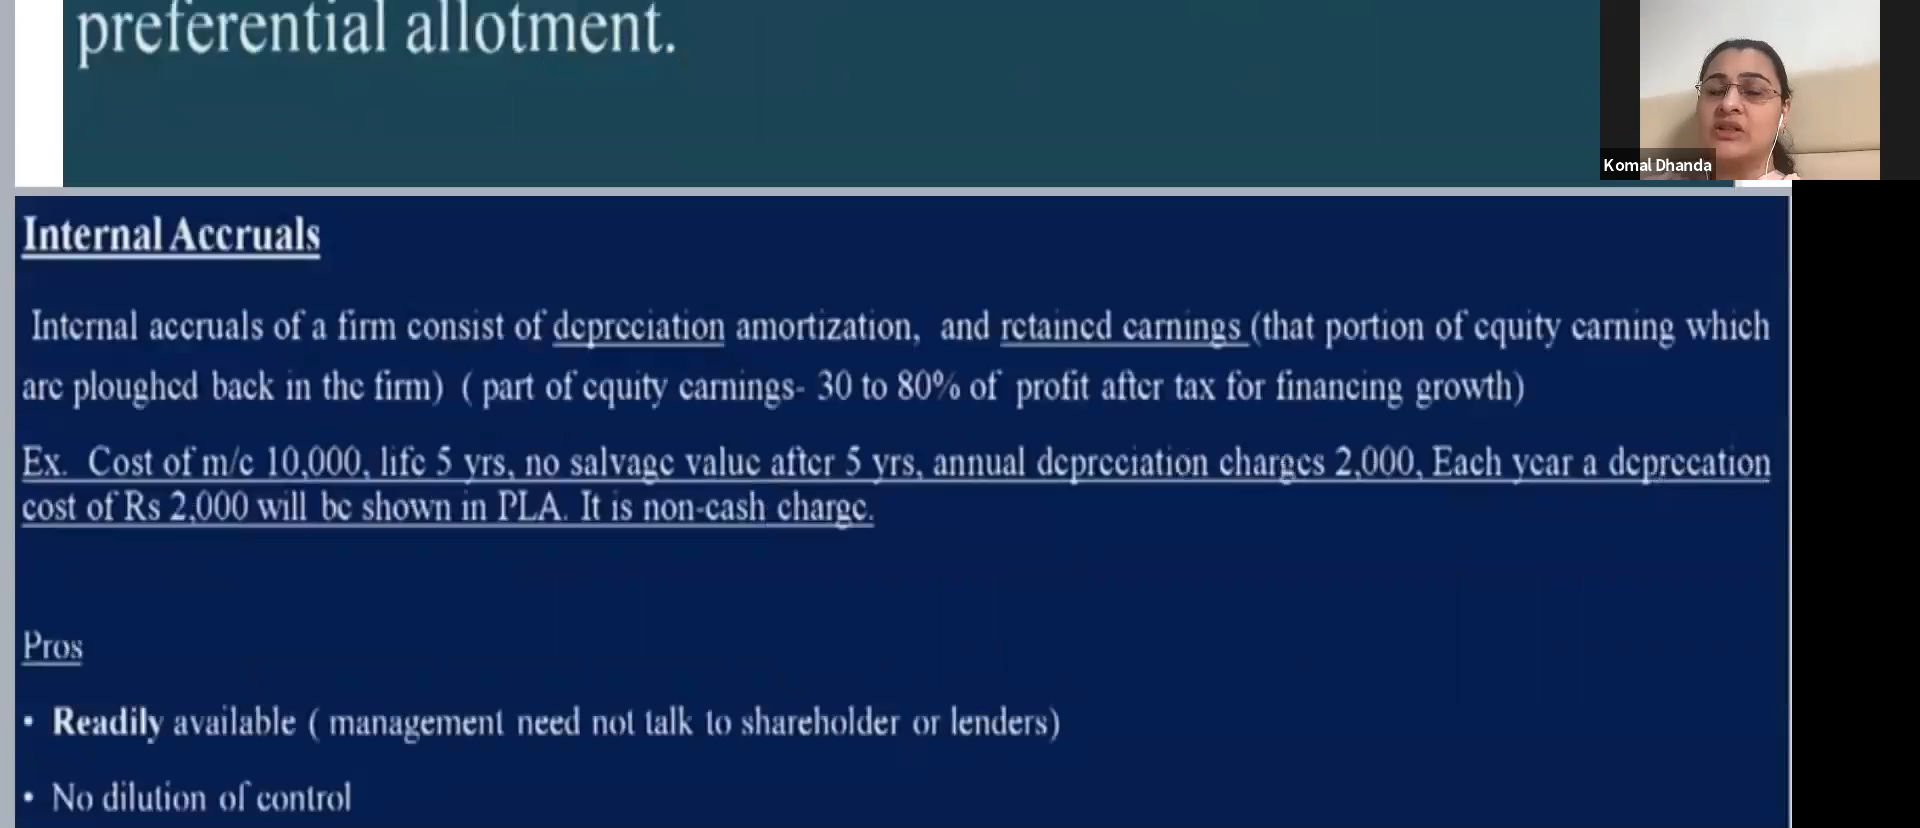 preferential allotment.
Komal Dhanda
Internal Accruals
Internal accruals of a firm consist of depreciation amortization, and retained earnings (that portion of equity earning which
are ploughed back in the firm) ( part of equity earnings- 30 to 80% of profit after tax for financing growth)
Ex. Cost of m/c 10,000, life 5 yrs, no salvage value after 5 yrs, annual depreciation charges 2,000, Each year a deprecation
cost of Rs 2,000 will be shown in PLA. It is non-cash charge.
Pros
• Readily available ( management need not talk to shareholder or lenders)
• No dilution of control